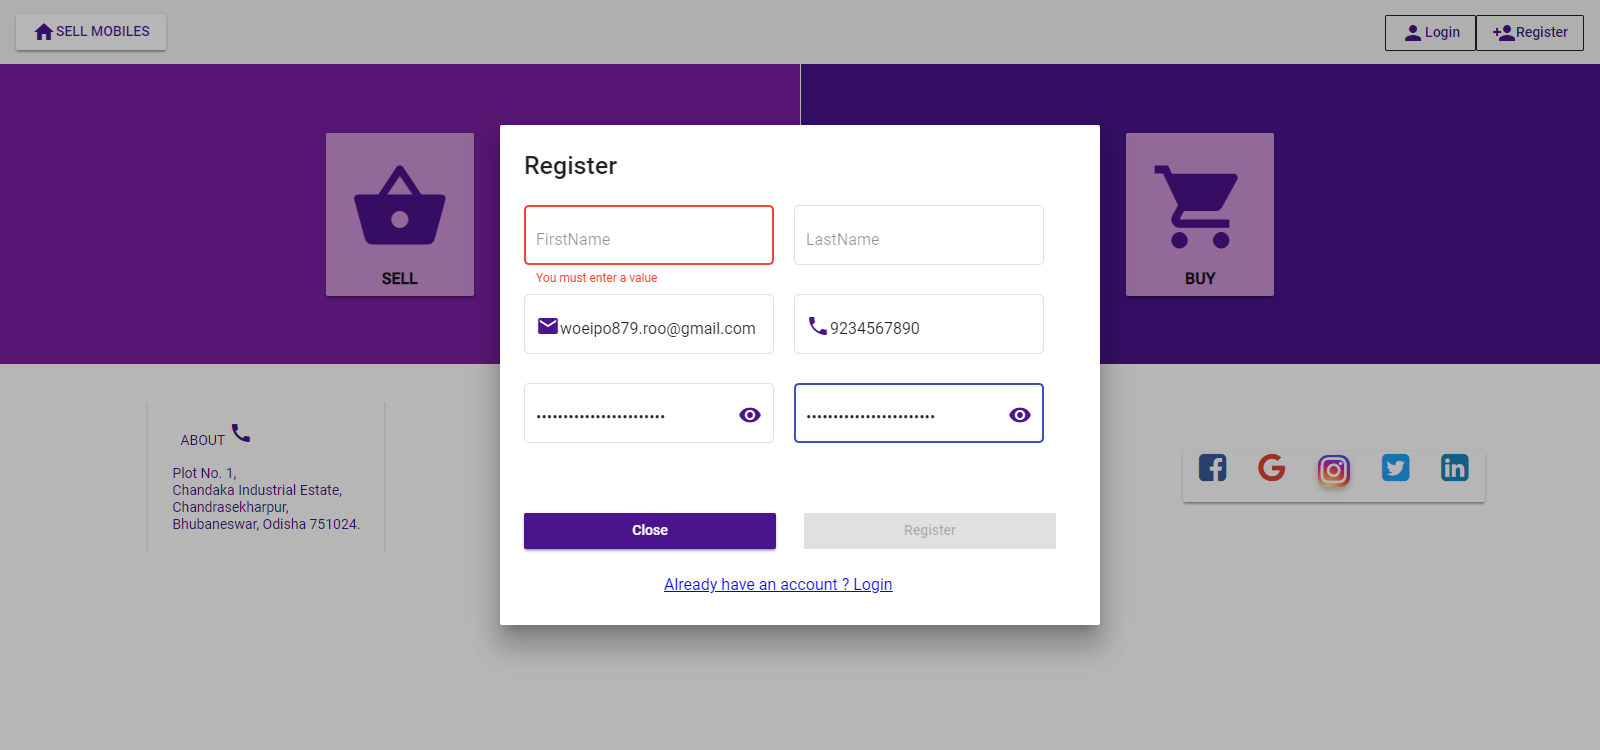 SELL MOBILES
Login
Register
SELL
BUY
Register
FirstName
LastName
You must enter a value
woeipo879.roo@gmail.com
9234567890
•••••••••••••••••••••••• 
••••••••••••••••••••••••
Close
Register
Already have an account ? Login
ABOUT
Plot No. 1,
Chandaka Industrial Estate,
Chandrasekharpur,
Bhubaneswar, Odisha 751024.